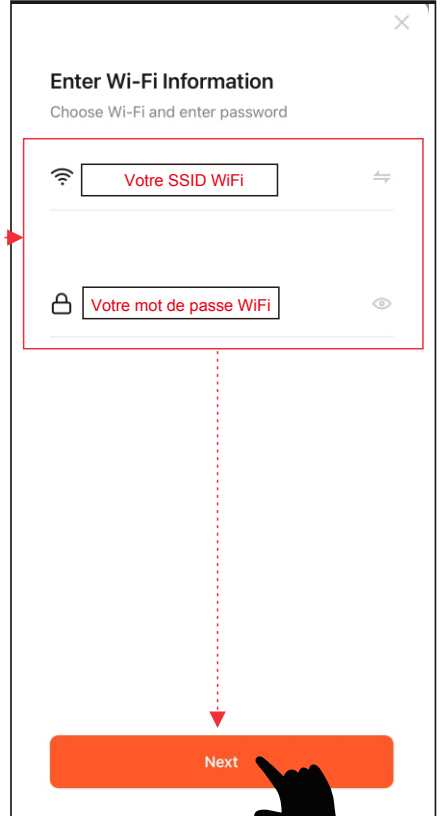 Enter Wi-Fi Information
Choose Wi-Fi and enter password
Votre SSID WiFi
Votre mot de passe WiFi
Next